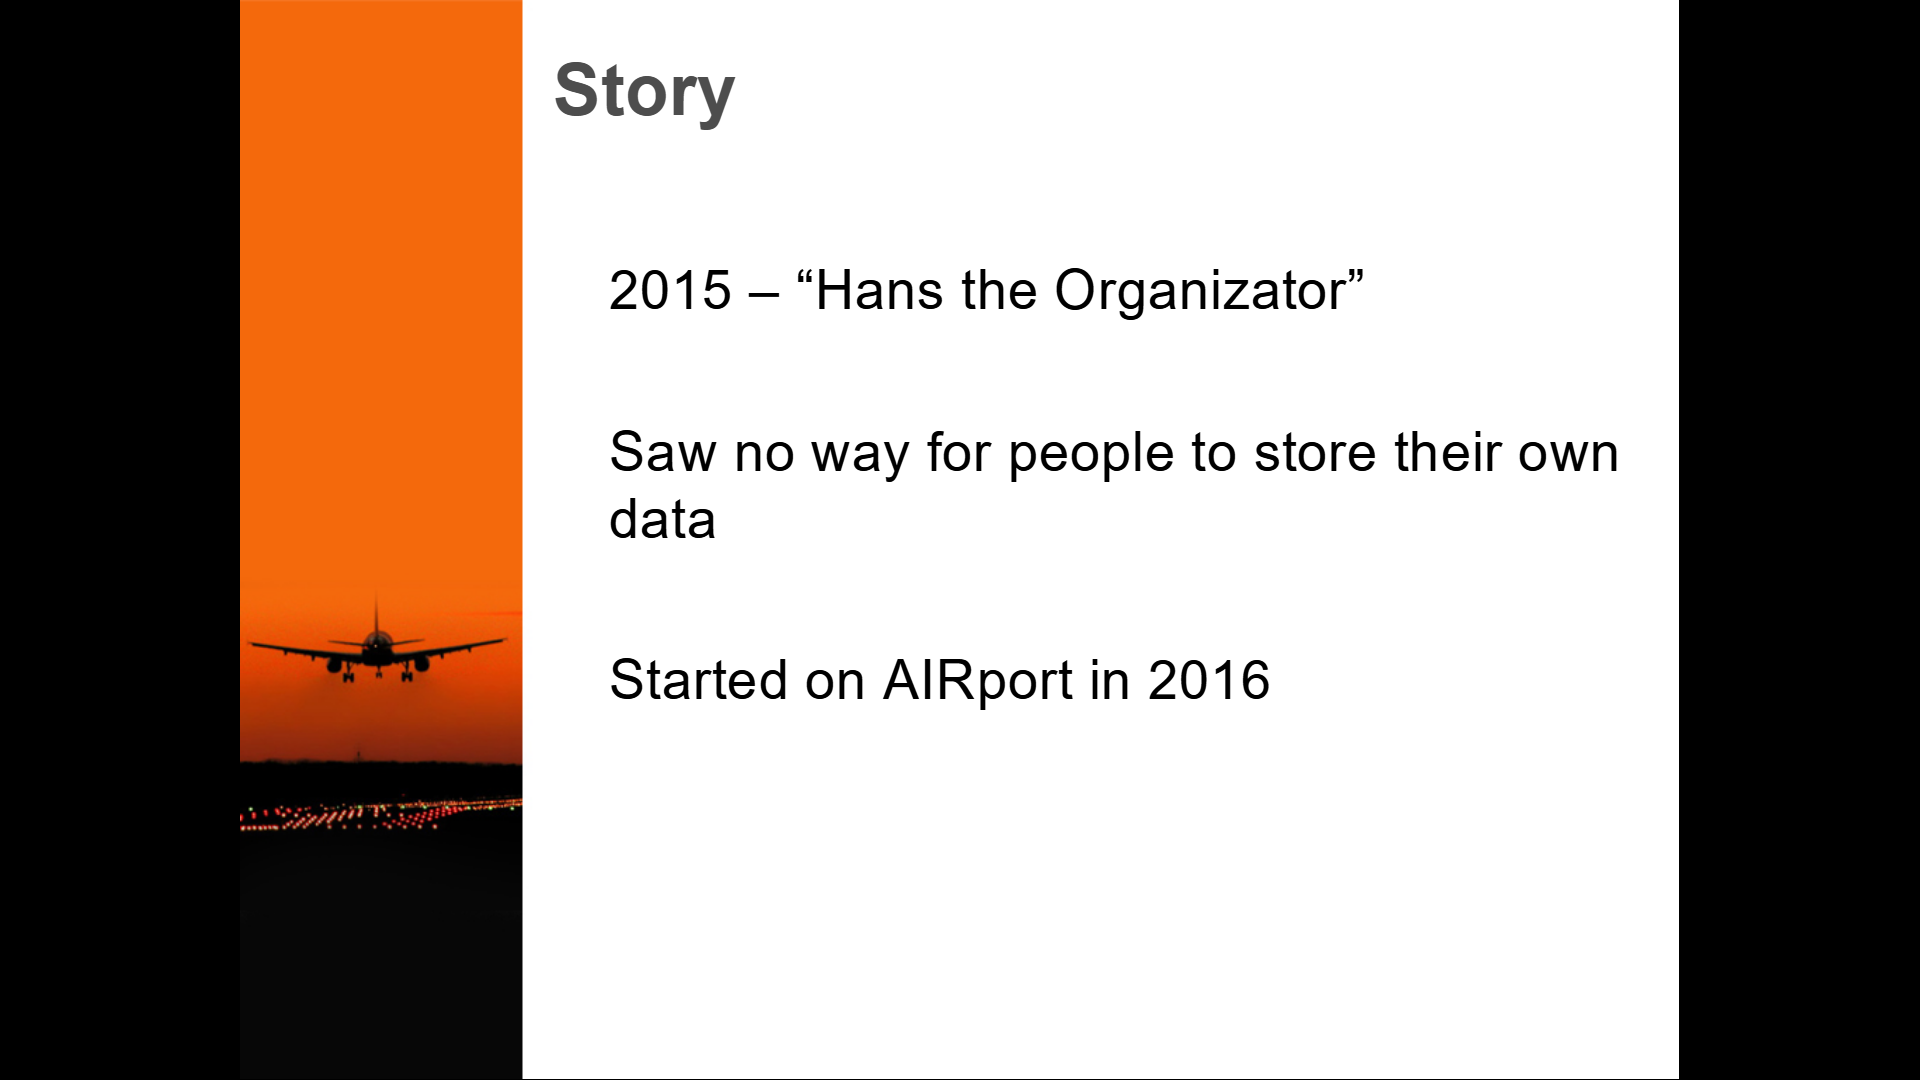 Story
2015 – “Hans the Organizator”
Saw no way for people to store their own
data
Started on AIRport in 2016